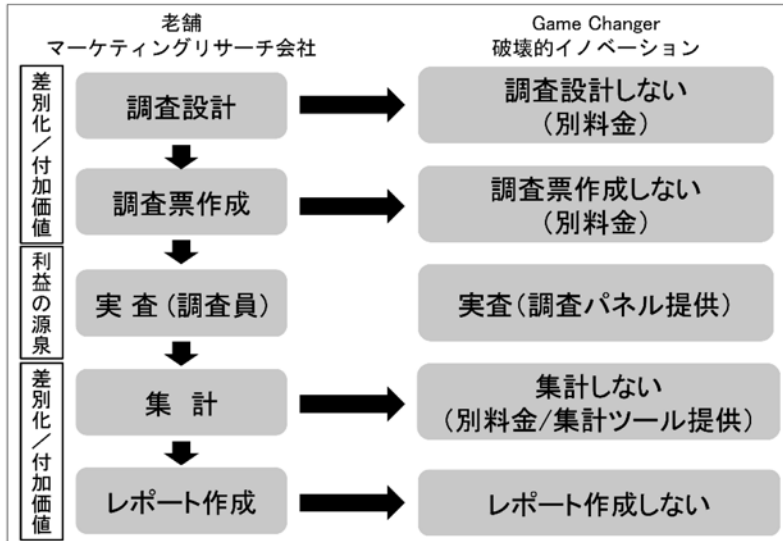 老舗
マーケティングリサーチ会社
Game Changer
破壊的イノベーション
差別化／付加価値
調査設計
調査設計しない
（別料金）
調査票作成
調査票作成しない
（別料金）
利益の源泉
実 査（調査員）
実査（調査パネル提供）
差別化／付加価値
集 計
集計しない
（別料金/集計ツール提供）
レポート作成
レポート作成しない